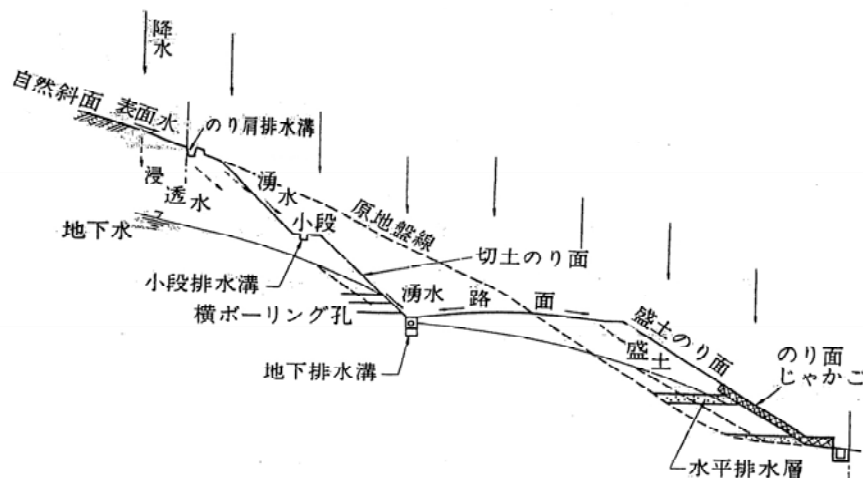 降水
自然斜面
表面水
のり肩排水溝
浸透水
湧水
小段
原地盤線
地下水
切土のり面
小段排水溝
湧水
路面
横ボーリング孔
盛土のり面
盛土
のり面
じゃかご
地下排水溝
水平排水層